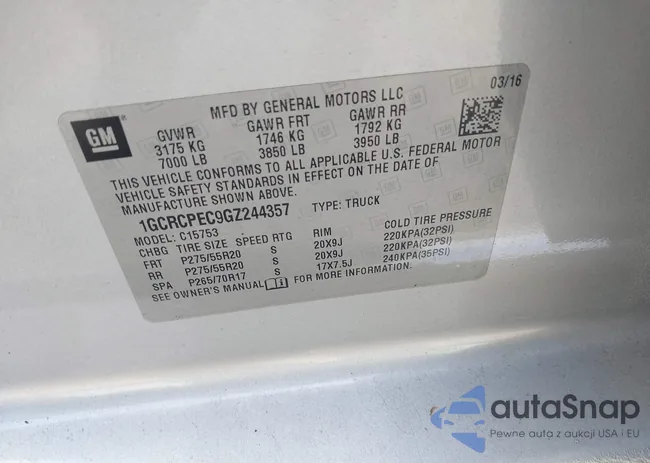 MFD BY GENERAL MOTORS LLC
03/16
GM
GVWR GAWR FRT GAWR RR
3175 KG 1746 KG 1792 KG
7000 LB 3850 LB 3950 LB
THIS VEHICLE CONFORMS TO ALL APPLICABLE U.S. FEDERAL MOTOR
VEHICLE SAFETY STANDARDS IN EFFECT ON THE DATE OF
MANUFACTURE SHOWN ABOVE.
1GCRCPEC9GZ244357 TYPE: TRUCK
MODEL: C15753
CHBG TIRE SIZE SPEED RTG RIM COLD TIRE PRESSURE
FRT P275/55R20 S 20X9J 220KPA(32PSI)
RR P275/55R20 S 20X9J 220KPA(32PSI)
SPA P265/70R17 S 17X7.5J 240KPA(35PSI)
SEE OWNER'S MANUAL FOR MORE INFORMATION.
autaSnap
Pewne auta z aukcji USA i EU